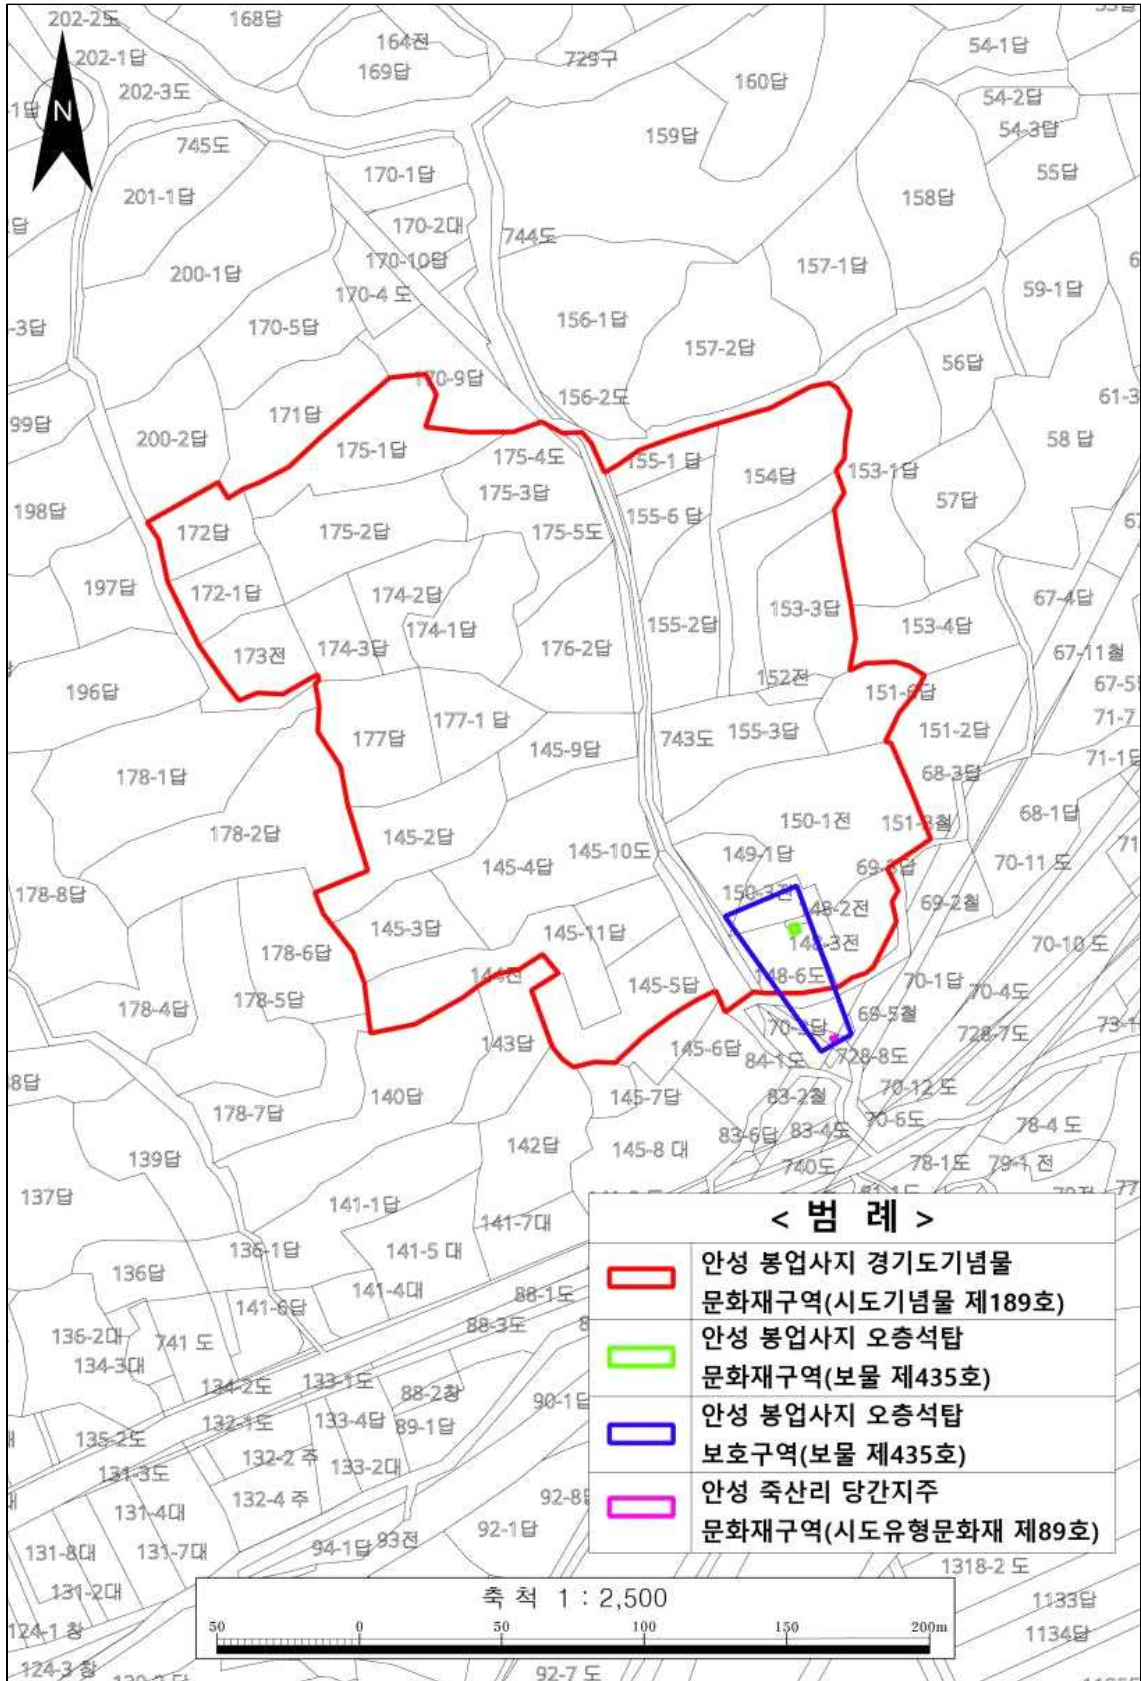 202-2도
168답
164전
169답
729구
160답
54-1답
202-1답
202-3도
54-2답
54-3답
N
745도
159답
170-1답
55답
201-1답
158답
170-2대
744도
170-10답
157-1답
200-1답
170-4 도
59-1답
156-1답
170-5답
157-2답
56답
170-9답
156-2도
171답
99답
200-2답
175-1답
58 답
175-4도
155-1 답
154답
153-1답
175-3답
57답
198답
172답
175-2답
175-5도
155-6 답
197답
172-1답
174-2답
153-3답
67-4답
174-1답
155-2답
153-4답
173전
174-3답
176-2답
67-11철
152전
196답
151-6답
177답
177-1 답
743도
155-3답
151-2답
145-9답
178-1답
68-3답
71-1답
178-2답
145-2답
150-1전
151-3철
68-1답
145-4답
145-10도
149-1답
70-11 도
178-8답
150-3전
148-2전
69-2철
145-3답
145-11답
148-3전
178-6답
144전
145-5답
148-6도
70-1답
70-10 도
178-4답
178-5답
70-4도
69-5철
143답
145-6답
728-7도
84-1도
728-8도
140답
145-7답
83-2철
70-12 도
178-7답
70-6도
78-4 도
142답
83-6답
83-4도
139답
145-8 대
740도
78-1도
79-1 전
137답
141-1답
141-7대
136-1답
141-5 대
136답
141-4대
88-1도
141-6답
136-2대
741 도
88-3도
134-3대
134-2도
133-1도
88-2창
90-1답
132-1도
133-4답
89-1답
135-2도
132-2 주
133-2대
131-3도
132-4 주
131-4대
92-1답
93전
94-1답
131-8대
131-7대
131-2대
124-1 창
124-3 창
92-7 도
1318-2 도
1133답
1134답
< 범 례 >
안성 봉업사지 경기도기념물
문화재구역(시도기념물 제189호)
안성 봉업사지 오층석탑
문화재구역(보물 제435호)
안성 봉업사지 오층석탑
보호구역(보물 제435호)
안성 죽산리 당간지주
문화재구역(시도유형문화재 제89호)
축 척 1 : 2,500
50 0 50 100 150 200m